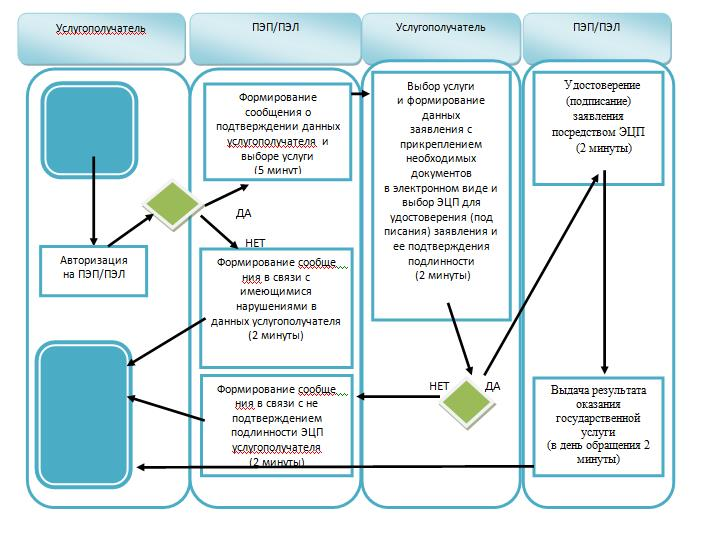 Услугополучатель
ПЭП/ПЭЛ
Услугополучатель
ПЭП/ПЭЛ
Авторизация
на ПЭП/ПЭЛ
Формирование
сообщения о
подтверждении данных
услугополучателя и
выборе услуги
(5 минут)
ДА
НЕТ
Формирование сообще
ния в связи с
имеющимися
нарушениями в
данных услугополучателя
(2 минуты)
Формирование сообще
ния в связи с не
подтверждением
подлинности ЭЦП
услугополучателя
(2 минуты)
Выбор услуги
и формирование
данных
заявления с
прикреплением
необходимых
документов
в электронном виде и
выбор ЭЦП для
удостоверения (под
писания) заявления и
ее подтверждения
подлинности
(2 минуты)
НЕТ
ДА
Удостоверение
(подписание)
заявления
посредством ЭЦП
(2 минуты)
Выдача результата
оказания
государственной
услуги
(в день обращения 2
минуты)